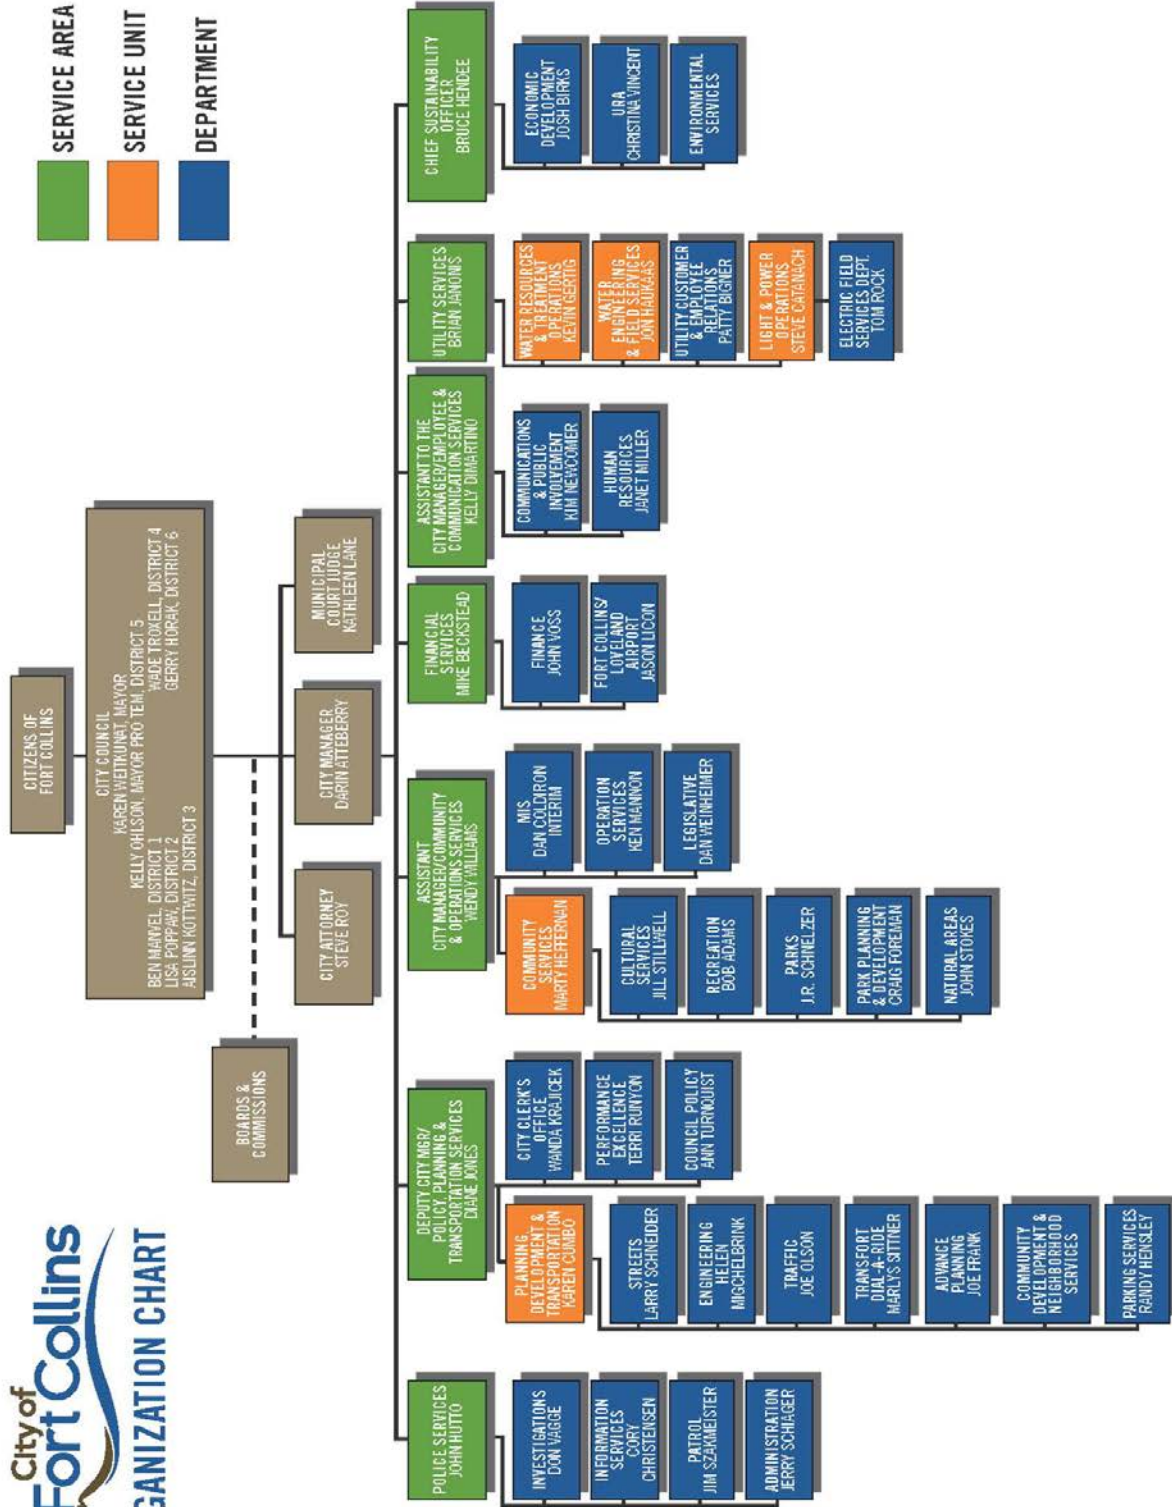 City of
Fort Collins
GANIZATION CHART
SERVICE AREA
SERVICE UNIT
DEPARTMENT
CITIZENS OF
FORT COLLINS
CITY COUNCIL
KAREN WEITKUNAT, MAYOR
KELLY OHLSON, MAYOR PRO TEM, DISTRICT 5
BEN MANVEL, DISTRICT 1
WADE TROXELL, DISTRICT 4
LISA POPPAW, DISTRICT 2
GERRY HORAK, DISTRICT 6
AISLINN KOTTWITZ, DISTRICT 3
BOARDS &
COMMISSIONS
CITY ATTORNEY
STEVE ROY
CITY MANAGER
DARIN ATTEBERRY
MUNICIPAL
COURT JUDGE
KATHLEEN LANE
POLICE SERVICES
JOHN HUTTO
INVESTIGATIONS
DON VAGGE
INFORMATION
SERVICES
CORY
CHRISTENSEN
PATROL
JIM SZAKMEISTER
ADMINISTRATION
JERRY SCHIAGER
DEPUTY CITY MGR/
POLICY, PLANNING &
TRANSPORTATION SERVICES
DIANE JONES
PLANNING,
DEVELOPMENT &
TRANSPORTATION
KAREN CUMBO
STREETS
LARRY SCHNEIDER
ENGINEERING
HELEN
MIGCHELBRINK
TRAFFIC
JOE OLSON
TRANSFORT
DIAL-A-RIDE
MARLYS SITTNER
ADVANCE
PLANNING
JOE FRANK
COMMUNITY
DEVELOPMENT &
NEIGHBORHOOD
SERVICES
PARKING SERVICES
RANDY HENSLEY
CITY CLERK'S
OFFICE
WANDA KRAJICEK
PERFORMANCE
EXCELLENCE
TERRI RUNYON
COUNCIL POLICY
ANN TURNQUIST
ASSISTANT
CITY MANAGER/COMMUNITY
& OPERATIONS SERVICES
WENDY WILLIAMS
COMMUNITY
SERVICES
MARTY HEFFERNAN
CULTURAL
SERVICES
JILL STILLWELL
RECREATION
BOB ADAMS
PARKS
J.R. SCHNELZER
PARK PLANNING
& DEVELOPMENT
CRAIG FOREMAN
NATURAL AREAS
JOHN STOKES
MIS
DAN COLDIRON
INTERIM
OPERATION
SERVICES
KEN MANNON
LEGISLATIVE
DAN WEINHEIMER
FINANCIAL
SERVICES
MIKE BECKSTEAD
FINANCE
JOHN VOSS
FORT COLLINS/
LOVELAND
AIRPORT
JASON LICON
ASSISTANT TO THE
CITY MANAGER/EMPLOYEE &
COMMUNICATION SERVICES
KELLY DIMARTINO
COMMUNICATIONS
& PUBLIC
INVOLVEMENT
KIM NEWCOMER
HUMAN
RESOURCES
JANET MILLER
UTILITY SERVICES
BRIAN JANONIS
WATER RESOURCES
& TREATMENT
OPERATIONS
KEVIN GERTIG
WATER
ENGINEERING
& FIELD SERVICES
JON HAUKAAS
UTILITY CUSTOMER
& EMPLOYEE
RELATIONS
PATTY BIGNER
LIGHT & POWER
OPERATIONS
STEVE CATANACH
ELECTRIC FIELD
SERVICES DEPT.
TOM ROCK
CHIEF SUSTAINABILITY
OFFICER
BRUCE HENDEE
ECONOMIC
DEVELOPMENT
JOSH BIRKS
URA
CHRISTINA VINCENT
ENVIRONMENTAL
SERVICES